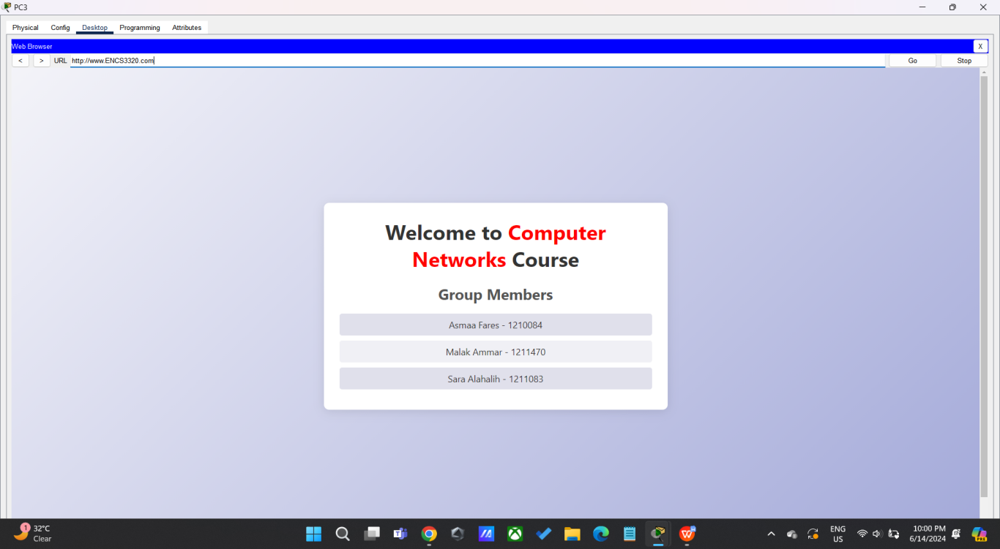 PC3
Physical Config Desktop Programming Attributes
Web Browser X
< > URL http://www.ENCS3320.com Go Stop
Welcome to Computer
Networks Course
Group Members
Asmaa Fares - 1210084
Malak Ammar - 1211470
Sara Alahalih - 1211083
1 32°C
Clear
ENG
US
10:00 PM
6/14/2024
PRE